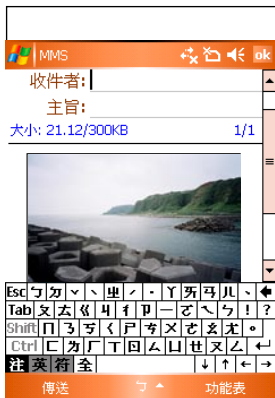 MMS ok
收件者:
主旨:
大小: 21.12/300KB 1/1
Esc ㄅ ㄉ ˇ ˋ ㄓ ˊ ˙ ㄚ ㄞ ㄢ ㄦ
Tab ㄆ ㄊ ㄍ ㄐ ㄔ ㄗ ㄧ ㄛ ㄟ ㄣ ! ?
Shift ㄇ ㄋ ㄎ ㄑ ㄕ ㄘ ㄨ ㄜ ㄠ ㄤ 。
Ctrl ㄈ ㄌ ㄏ ㄒ ㄖ ㄙ ㄩ ㄝ ㄡ ㄥ ↵
注 英 符 全 ↓ ↑ ← →
傳送 ㄅ 功能表